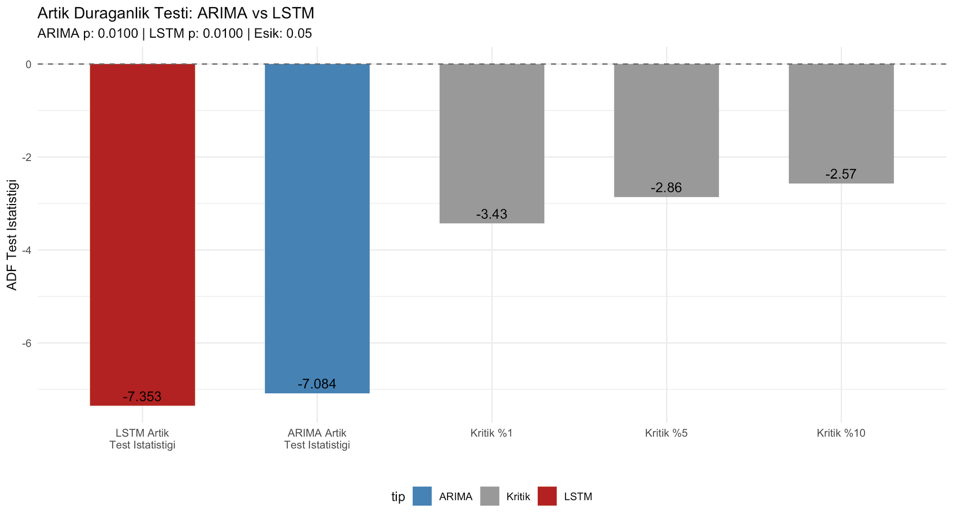 Artik Duraganlik Testi: ARIMA vs LSTM
ARIMA p: 0.0100 | LSTM p: 0.0100 | Esik: 0.05
ADF Test Istatistigi
0
-2
-4
-6
-7.353
-7.084
-3.43
-2.86
-2.57
LSTM Artik
Test Istatistigi
ARIMA Artik
Test Istatistigi
Kritik %1
Kritik %5
Kritik %10
tip
ARIMA
Kritik
LSTM